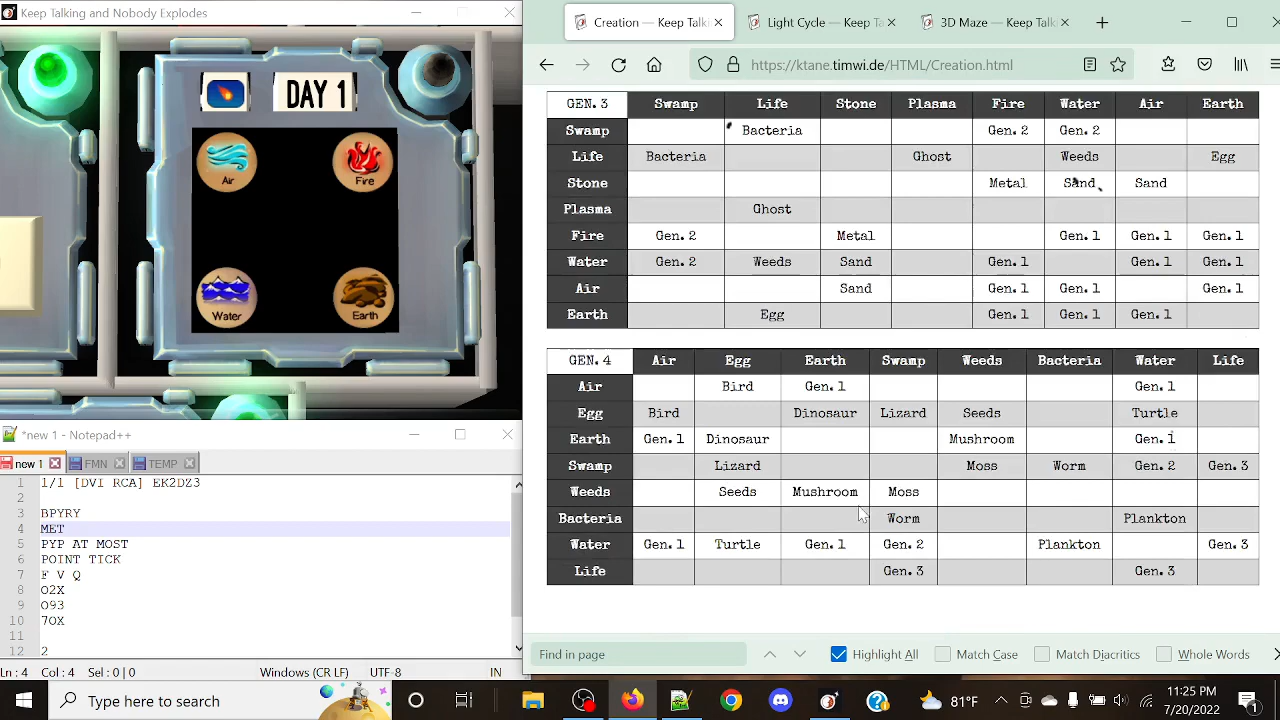 Keep Talking and Nobody Explodes
DAY 1
Air
Fire
Water
Earth
*new 1 - Notepad++
new 1 FMN TEMP
1 1/1 [DVI RCA] EK2DZ3
2
3 BPYRY
4 MET
5 PYP AT MOST
6 POINT TICK
7 F V Q
8 O2X
9 O93
10 7OX
11
12 2
Ln: 4 Col: 4 Sel: 0 | 0 Windows (CR LF) UTF-8 IN
Creation — Keep Talki Light Cycle — Keep Ta 3D Maze — Keep Talk
https://ktane.timwi.de/HTML/Creation.html
GEN. 3 Swamp Life Stone Plasma Fire Water Air Earth
Swamp Bacteria Gen. 2 Gen. 2
Life Bacteria Ghost Weeds Egg
Stone Metal Sand Sand
Plasma Ghost
Fire Gen. 2 Metal Gen. 1 Gen. 1 Gen. 1
Water Gen. 2 Weeds Sand Gen. 1 Gen. 1 Gen. 1
Air Sand Gen. 1 Gen. 1 Gen. 1
Earth Egg Gen. 1 Gen. 1 Gen. 1
GEN. 4 Air Egg Earth Swamp Weeds Bacteria Water Life
Air Bird Gen. 1 Gen. 1
Egg Bird Dinosaur Lizard Seeds Turtle
Earth Gen. 1 Dinosaur Mushroom Gen. 1
Swamp Lizard Moss Worm Gen. 2 Gen. 3
Weeds Seeds Mushroom Moss
Bacteria Worm Plankton
Water Gen. 1 Turtle Gen. 1 Gen. 2 Plankton Gen. 3
Life Gen. 3 Gen. 3
Find in page Highlight All Match Case Match Diacritics Whole Words
Type here to search
81°F
11:25 PM
7/20/2022
1